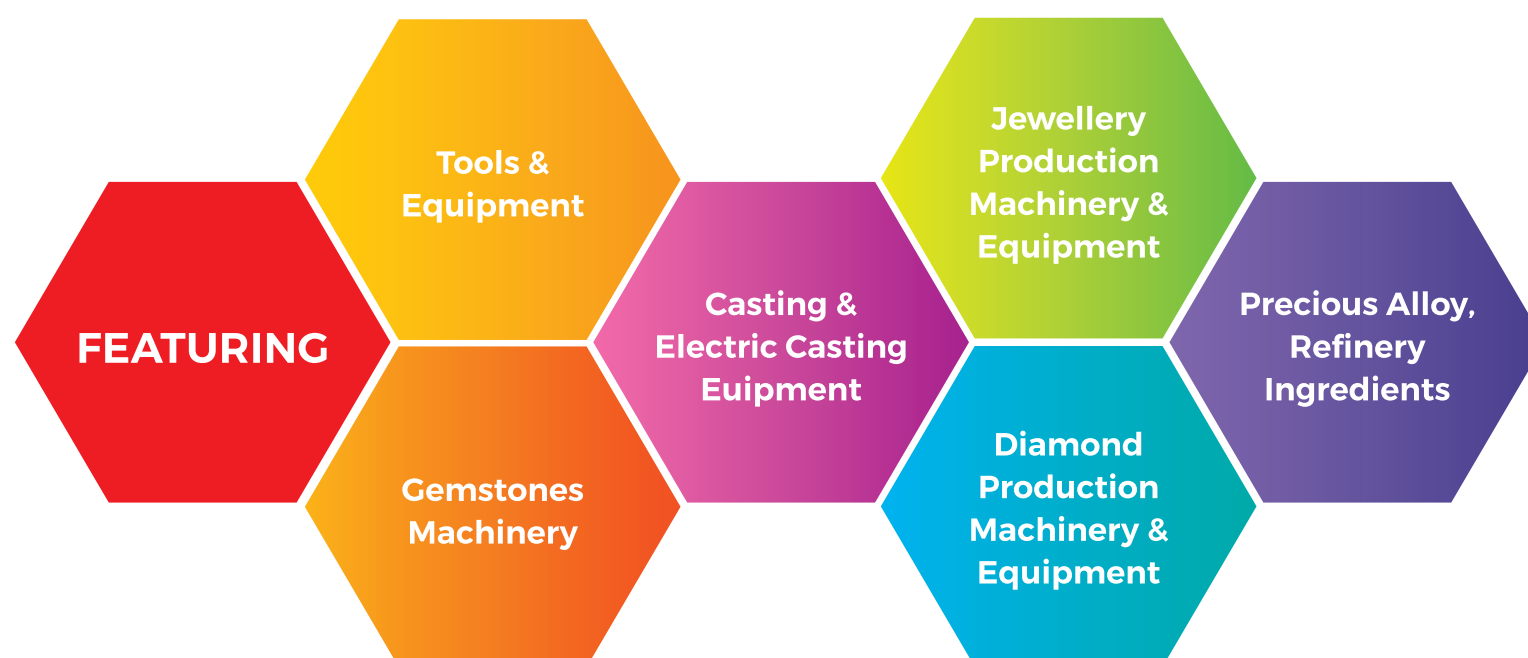 FEATURING
Tools &
Equipment
Gemstones
Machinery
Casting &
Electric Casting
Euipment
Jewellery
Production
Machinery &
Equipment
Diamond
Production
Machinery &
Equipment
Precious Alloy,
Refinery
Ingredients